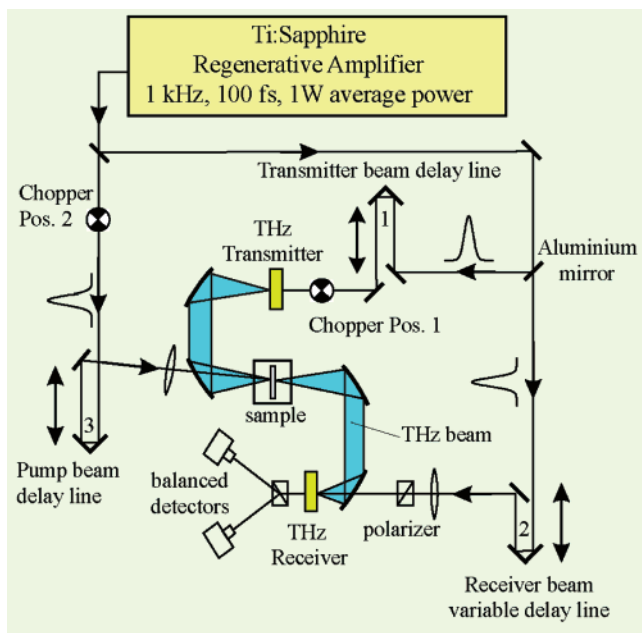 Ti:Sapphire
Regenerative Amplifier
1 kHz, 100 fs, 1W average power
Transmitter beam delay line
Chopper
Pos. 2
THz
Transmitter
1
Aluminium
mirror
Chopper Pos. 1
sample
THz beam
3
Pump beam
delay line
balanced
detectors
THz
Receiver
polarizer
2
Receiver beam
variable delay line